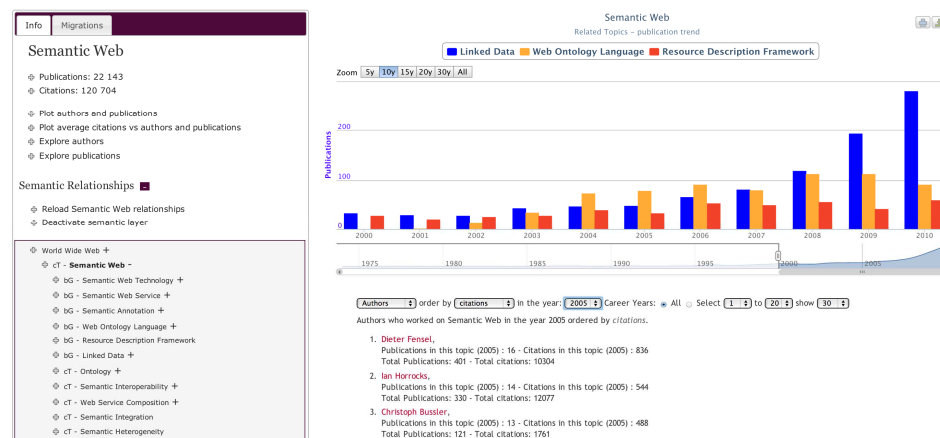 Info
Migrations
Semantic Web
Publications: 22 143
Citations: 120 704
Plot authors and publications
Plot average citations vs authors and publications
Explore authors
Explore publications
Semantic Relationships -
Reload Semantic Web relationships
Deactivate semantic layer
World Wide Web +
cT - Semantic Web -
bG - Semantic Web Technology +
bG - Semantic Web Service +
bG - Semantic Annotation +
bG - Web Ontology Language +
bG - Resource Description Framework
bG - Linked Data +
cT - Ontology +
cT - Semantic Interoperability +
cT - Web Service Composition +
cT - Semantic Integration
cT - Semantic Heterogeneity
Semantic Web
Related Topics - publication trend
Linked Data Web Ontology Language Resource Description Framework
Zoom 5y 10y 15y 20y 30y All
Publications
200
100
0
2000 2001 2002 2003 2004 2005 2006 2007 2008 2009 2010
1975 1980 1985 1990 1995 2000 2005
Authors order by citations in the year: 2005 Career Years: All Select 1 to 20 show 30
Authors who worked on Semantic Web in the year 2005 ordered by citations.
1. Dieter Fensel,
Publications in this topic (2005) : 16 - Citations in this topic (2005) : 836
Total Publications: 401 - Total citations: 10304
2. Ian Horrocks,
Publications in this topic (2005) : 14 - Citations in this topic (2005) : 544
Total Publications: 330 - Total citations: 12077
3. Christoph Bussler,
Publications in this topic (2005) : 13 - Citations in this topic (2005) : 488
Total Publications: 121 - Total citations: 1761